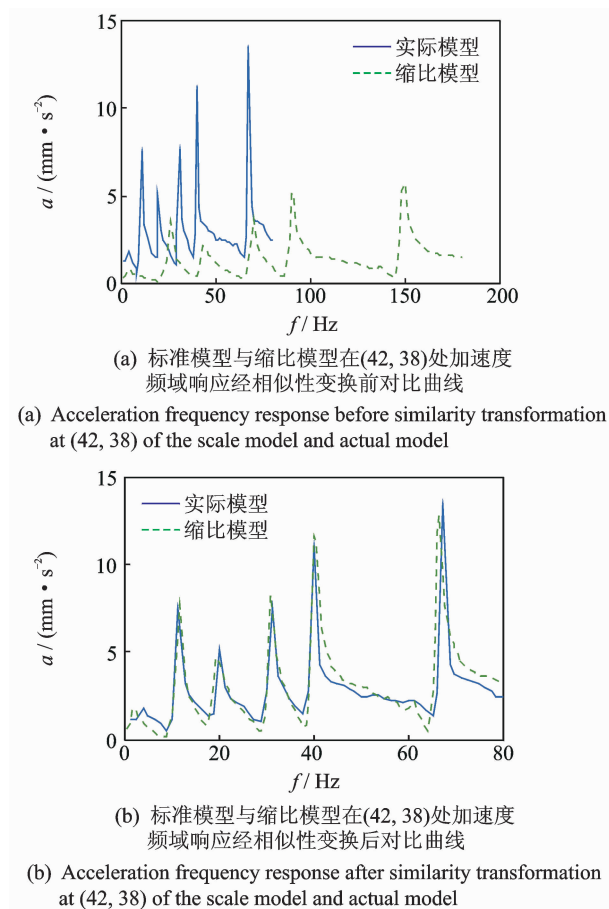 15
10
5
0
a / (mm • s⁻²)
实际模型
缩比模型
0
50
100
150
200
f / Hz
(a) 标准模型与缩比模型在(42, 38)处加速度
频域响应经相似性变换前对比曲线
(a) Acceleration frequency response before similarity transformation
at (42, 38) of the scale model and actual model
15
10
5
0
a / (mm • s⁻²)
实际模型
缩比模型
0
20
40
60
80
f / Hz
(b) 标准模型与缩比模型在(42, 38)处加速度
频域响应经相似性变换后对比曲线
(b) Acceleration frequency response after similarity transformation
at (42, 38) of the scale model and actual model